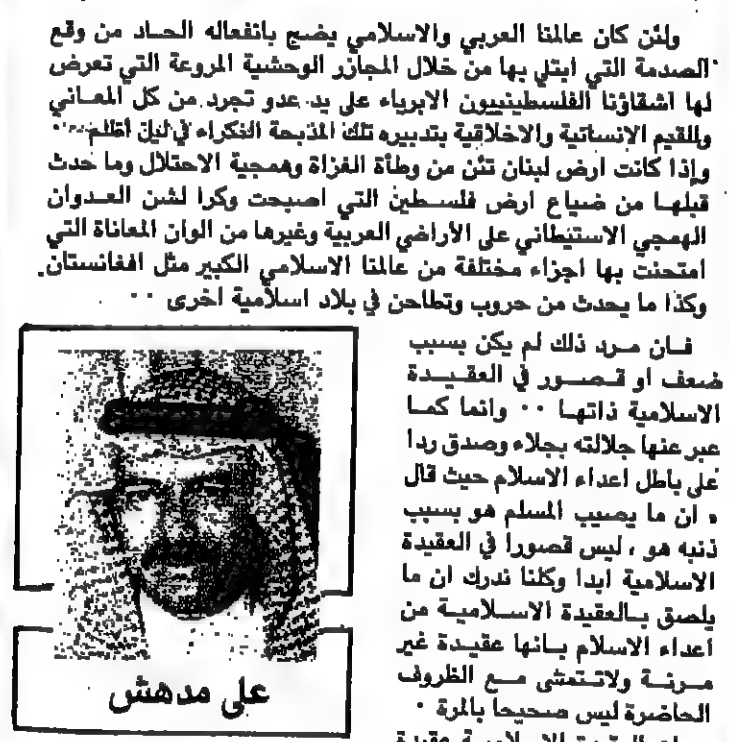 ولئن كان عالمنا العربي والاسلامي يضج بانفعاله الحاد من وقع
الصدمة التي ابتلي بها من خلال المجازر الوحشية المروعة التي تعرض
لها اشقاؤنا الفلسطينييون الابرياء على يد عدو تجرد من كل المعاني
وللقيم الإنسانية والاخلاقية بتدبيره تلك المذبحة النكراء في ليل أظلم ..
وإذا كانت ارض لبنان تئن من وطأة الغزاة وهمجية الاحتلال وما حدث
قبلها من ضياع ارض فلسطين التي اصبحت وكرا لشن العدوان
الهمجي الاستيطاني على الأراضي العربية وغيرها من الوان المعاناة التي
امتحنت بها اجزاء مختلفة من عالمنا الاسلامي الكبير مثل افغانستان.
وكذا ما يحدث من حروب وتطاحن في بلاد اسلامية اخرى ..
فان مرد ذلك لم يكن بسبب
ضعف او قصور في العقيدة
الاسلامية ذاتها .. وانما كما
عبر عنها جلالته بجلاء وصدق ردا
على باطل اعداء الاسلام حيث قال
« ان ما يصيب المسلم هو بسبب
ذنبه هو ، ليس قصورا في العقيدة
الاسلامية ابدا وكلنا ندرك ان ما
يلصق بالعقيدة الاسلامية من
أعداء الاسلام بانها عقيدة غير
مرنة ولاتتمشى مع الظروف
الحاضرة ليس صحيحا بالمرة .
على مدهش